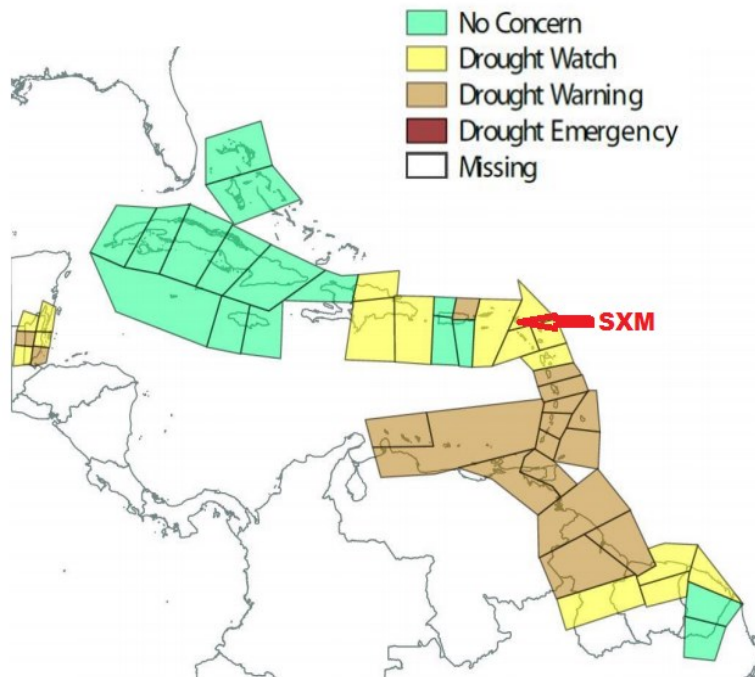 No Concern
Drought Watch
Drought Warning
Drought Emergency
Missing
SXM